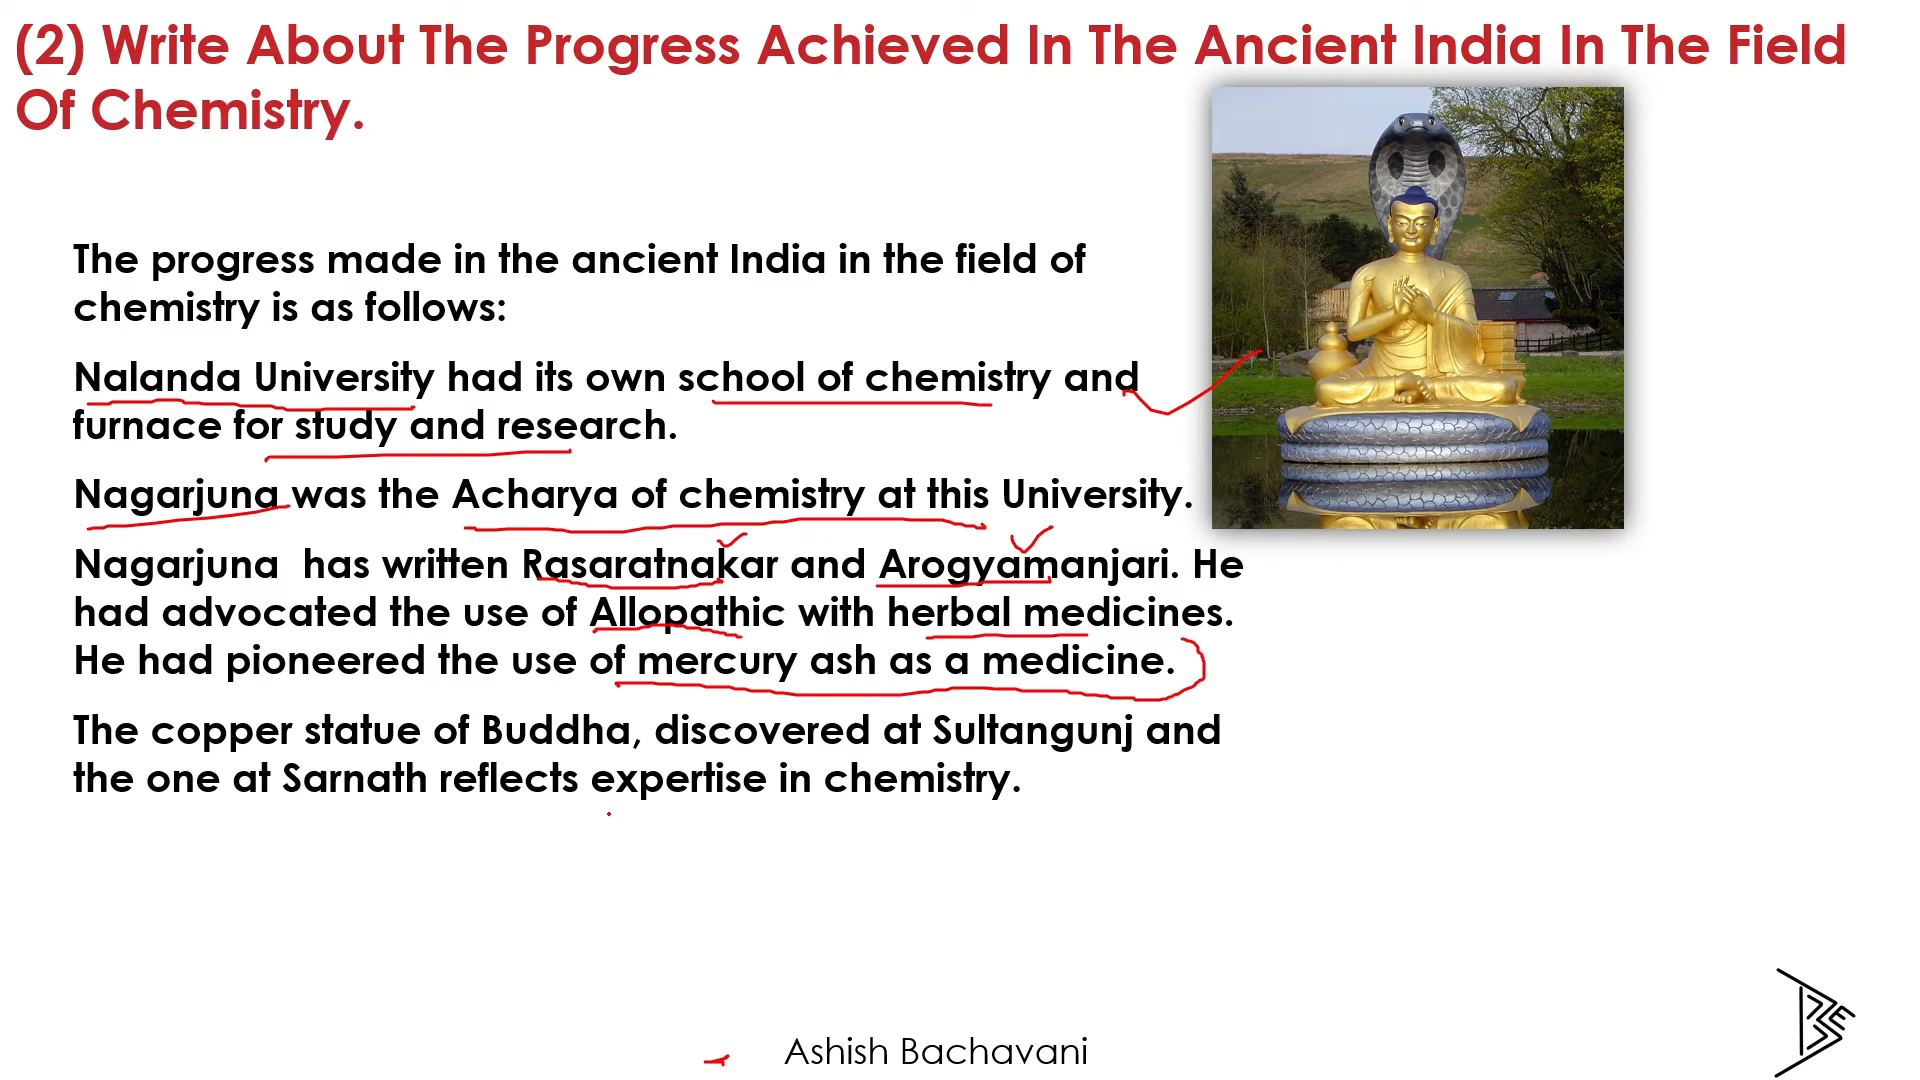 (2) Write About The Progress Achieved In The Ancient India In The Field
Of Chemistry.
The progress made in the ancient India in the field of
chemistry is as follows:
Nalanda University had its own school of chemistry and
furnace for study and research.
Nagarjuna was the Acharya of chemistry at this University.
Nagarjuna  has written Rasaratnakar and Arogyamanjari. He
had advocated the use of Allopathic with herbal medicines.
He had pioneered the use of mercury ash as a medicine.
The copper statue of Buddha, discovered at Sultangunj and
the one at Sarnath reflects expertise in chemistry.
Ashish Bachavani